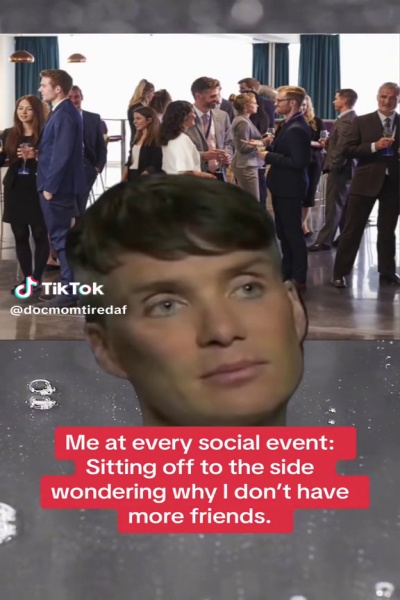 TikTok
@docmomtiredaf
Me at every social event:
Sitting off to the side
wondering why I don't have
more friends.